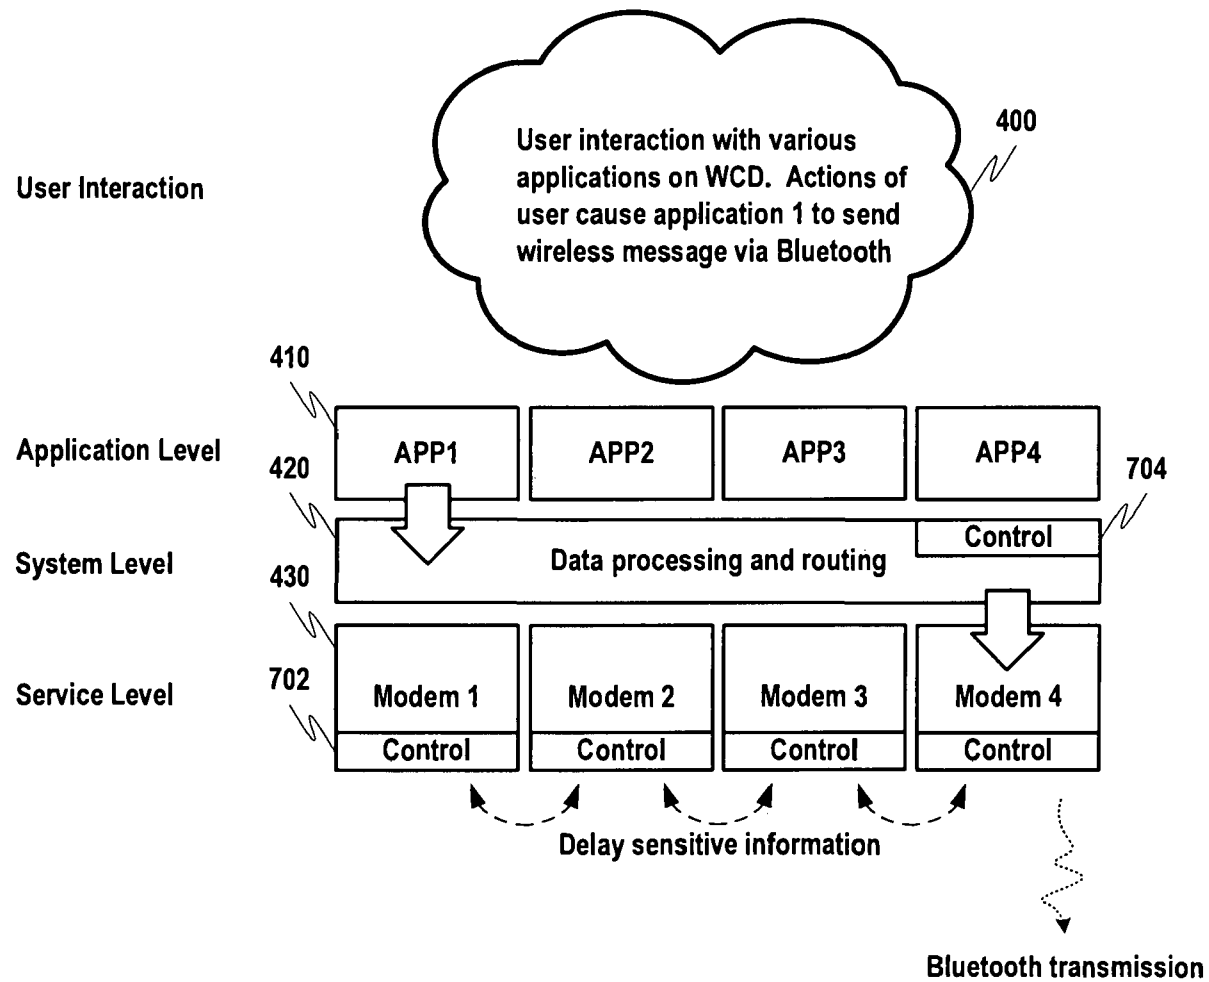 User interaction with various
applications on WCD. Actions of
user cause application 1 to send
wireless message via Bluetooth
400
User Interaction
410
Application Level
APP1
APP2
APP3
APP4
420
704
System Level
Data processing and routing
Control
430
Service Level
702
Modem 1
Modem 2
Modem 3
Modem 4
Control
Control
Control
Control
Delay sensitive information
Bluetooth transmission